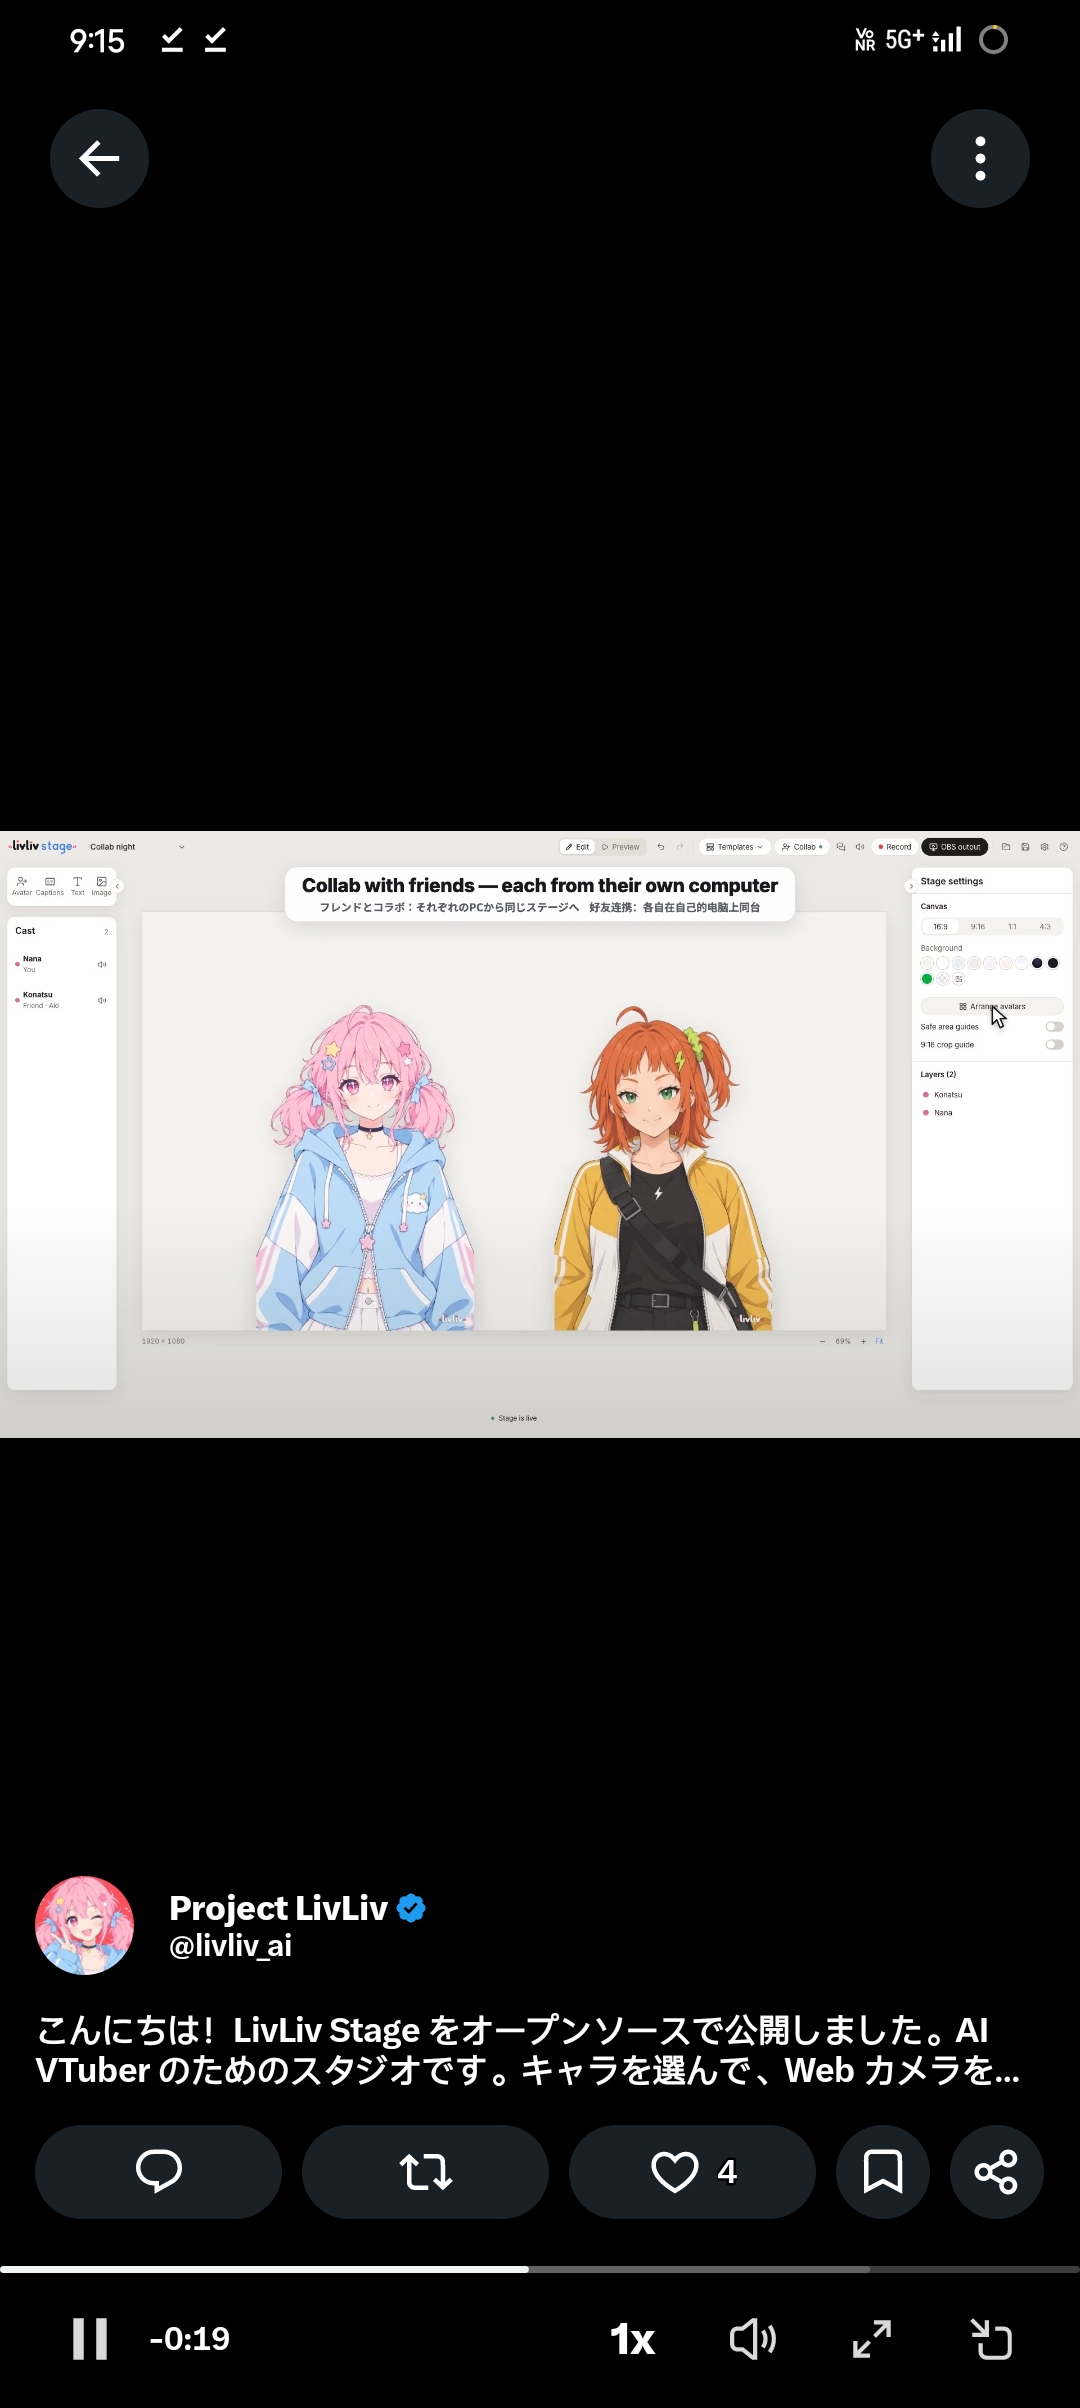 9:15
Vo NR 5G+
livliv stage
Collab night
Edit
Preview
Templates
Collab
Record
OBS output
Avatar
Captions
Text
Image
Collab with friends — each from their own computer
フレンドとコラボ：それぞれのPCから同じステージへ 好友连携：各自在自己的电脑上同台
Cast
2
Nana
You
Konatsu
Friend · Aki
Stage settings
Canvas
16:9
9:16
1:1
4:3
Background
Arrange avatars
Safe area guides
9:16 crop guide
Layers (2)
Konatsu
Nana
livliv
livliv
1920 × 1080
− 69% + Fit
Stage is live
Project LivLiv
@livliv_ai
こんにちは！LivLiv Stage をオープンソースで公開しました。AI
VTuber のためのスタジオです。キャラを選んで、Web カメラを...
4
-0:19
1x